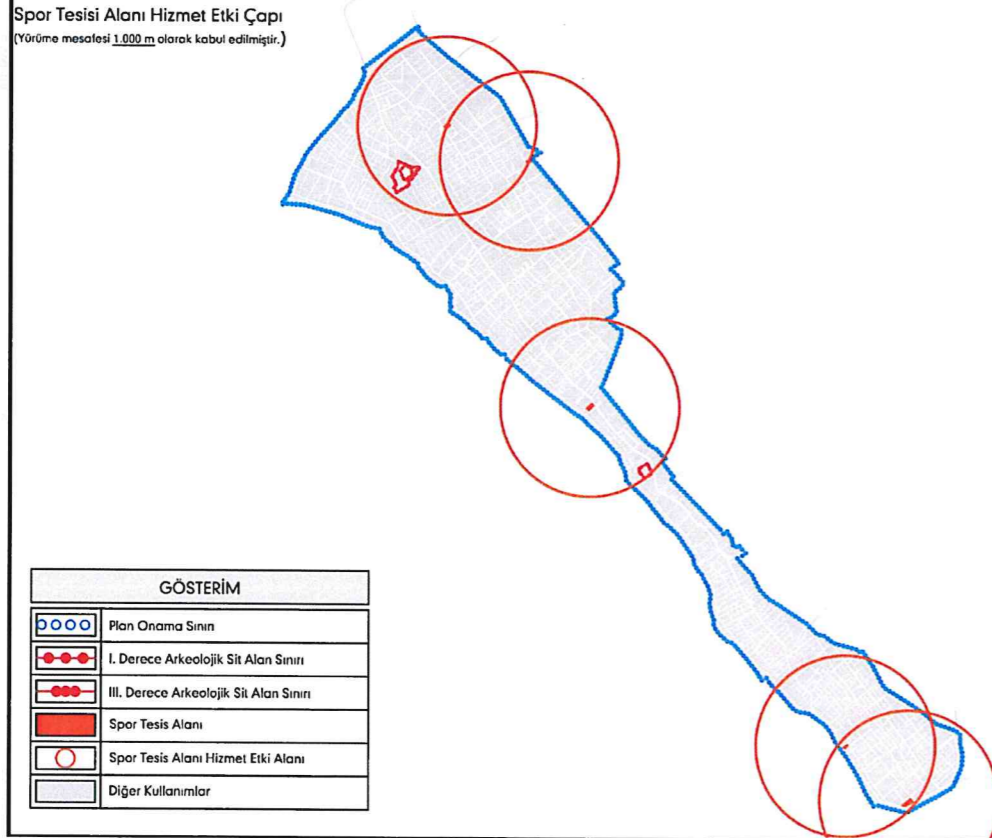 Spor Tesisi Alanı Hizmet Etki Çapı
(Yürüme mesafesi 1.000 m olarak kabul edilmiştir.)
GÖSTERİM
Plan Onama Sınırı
I. Derece Arkeolojik Sit Alan Sınırı
III. Derece Arkeolojik Sit Alan Sınırı
Spor Tesis Alanı
Spor Tesis Alanı Hizmet Etki Alanı
Diğer Kullanımlar